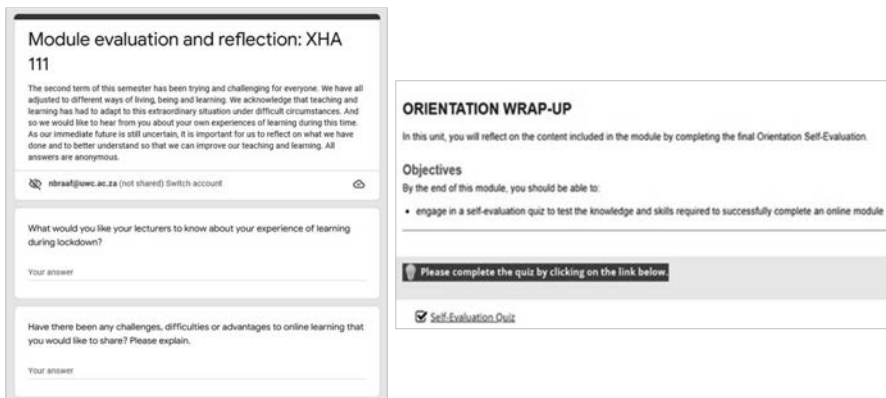 Module evaluation and reflection: XHA
111
The second term of this semester has been trying and challenging for everyone. We have all
adjusted to different ways of living, being and learning. We acknowledge that teaching and
learning has had to adapt to this extraordinary situation under difficult circumstances. And
so we would like to hear from you about your own experiences of learning during this time.
As our immediate future is still uncertain, it is important for us to reflect on what we have
done and to better understand so that we can improve our teaching and learning. All
answers are anonymous.
nbraaf@uwc.ac.za (not shared) Switch account
What would you like your lecturers to know about your experience of learning
during lockdown?
Your answer
Have there been any challenges, difficulties or advantages to online learning that
you would like to share? Please explain.
Your answer
ORIENTATION WRAP-UP
In this unit, you will reflect on the content included in the module by completing the final Orientation Self-Evaluation.
Objectives
By the end of this module, you should be able to:
• engage in a self-evaluation quiz to test the knowledge and skills required to successfully complete an online module
Please complete the quiz by clicking on the link below.
Self-Evaluation Quiz